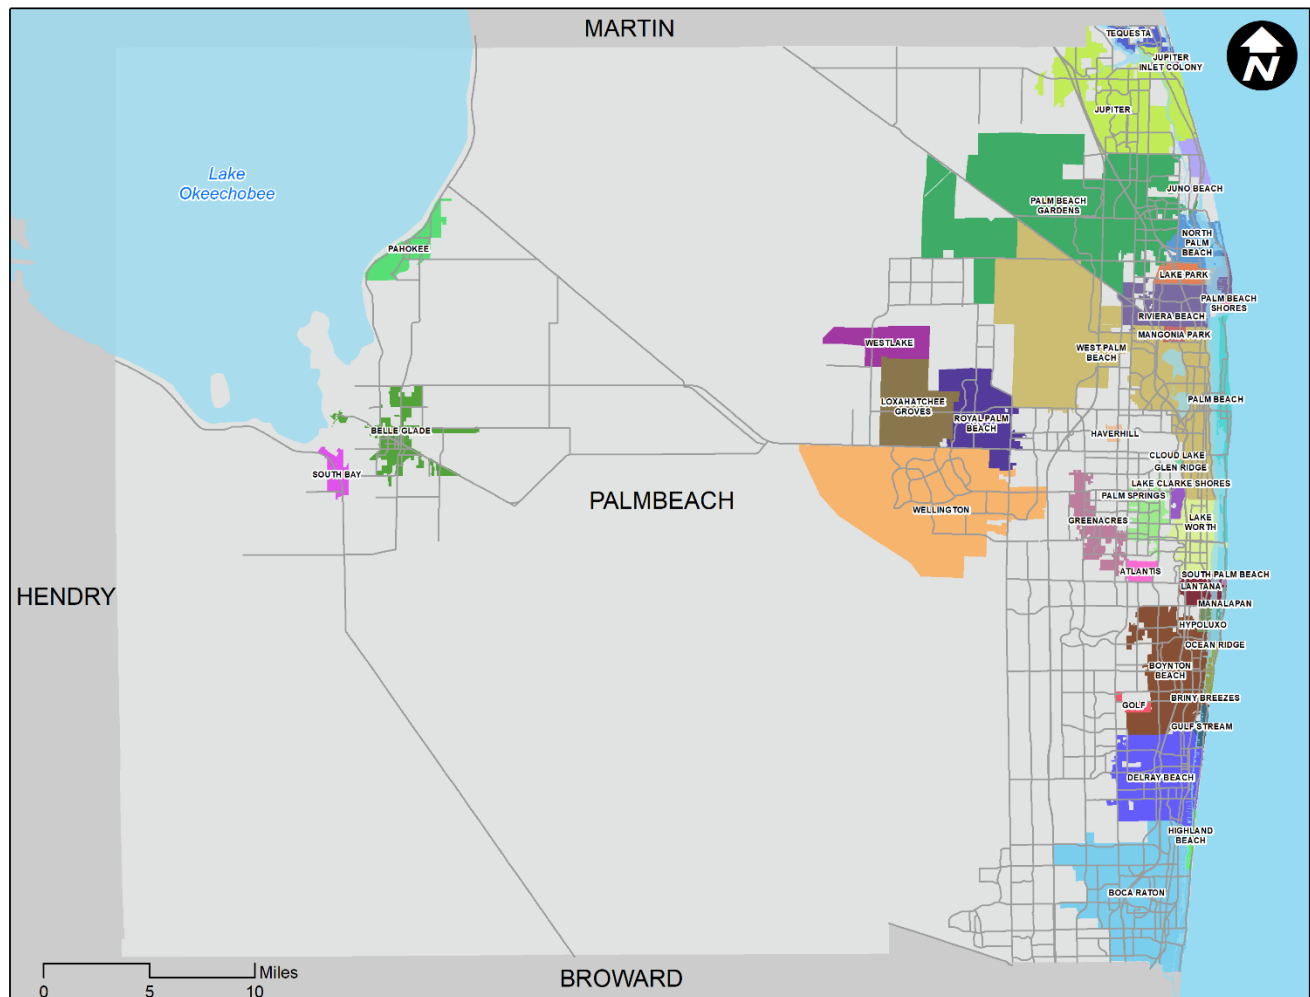 MARTIN
N
TEQUESTA
JUPITER
INLET COLONY
JUPITER
Lake
Okeechobee
JUNO BEACH
PALM BEACH
GARDENS
PAHOKEE
NORTH
PALM
BEACH
LAKE PARK
PALM BEACH
SHORES
RIVIERA BEACH
MANGONIA PARK
WESTLAKE
WEST PALM
BEACH
LOXAHATCHEE
GROVES
PALM BEACH
ROYAL PALM
BEACH
BELLE GLADE
HAVERHILL
CLOUD LAKE
GLEN RIDGE
SOUTH BAY
LAKE CLARKE SHORES
PALM SPRINGS
PALMBEACH
WELLINGTON
GREENACRES
LAKE
WORTH
ATLANTIS
SOUTH PALM BEACH
LANTANA
HENDRY
MANALAPAN
HYPOLUXO
OCEAN RIDGE
BOYNTON
BEACH
BRINY BREEZES
GOLF
GULF STREAM
DELRAY BEACH
HIGHLAND
BEACH
BOCA RATON
Miles
0 5 10
BROWARD